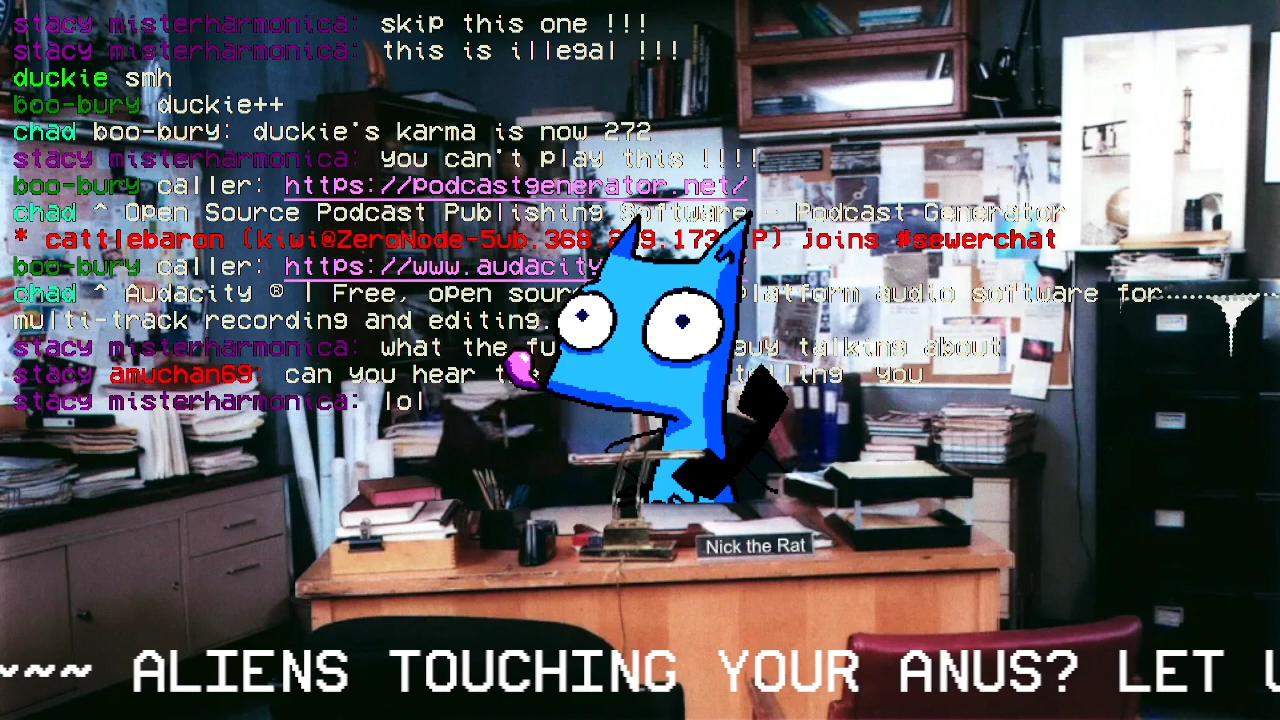 stacy misterharmonica: skip this one !!!
stacy misterharmonica: this is illegal !!!
duckie smh
boo-bury duckie++
chad boo-bury: duckie's karma is now 272
stacy misterharmonica: you can't play this !!!!
boo-bury caller: https://podcastgenerator.net/
chad ^ Open Source Podcast Publishing Software - Podcast Generator
* cattlebaron (kiwi@ZeroNode-5ub.368. .173. P) joins #sewerchat
boo-bury caller: https://www.audacity
chad ^ Audacity ® | Free, open platform audio software for
multi-track recording and editing.
stacy misterharmonica: what the guy talking about
stacy amuchan69: can you hear you
stacy misterharmonica: lol
Nick the Rat
~~~ ALIENS TOUCHING YOUR ANUS? LET